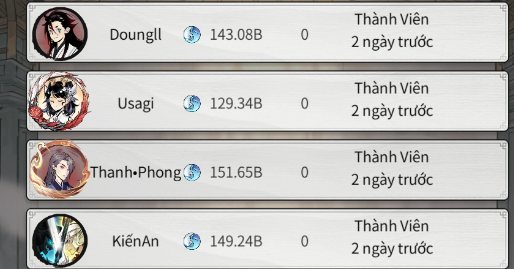 Doungll 143.08B 0 Thành Viên
2 ngày trước
Usagi 129.34B 0 Thành Viên
2 ngày trước
Thanh•Phong 151.65B 0 Thành Viên
2 ngày trước
KiếnAn 149.24B 0 Thành Viên
2 ngày trước